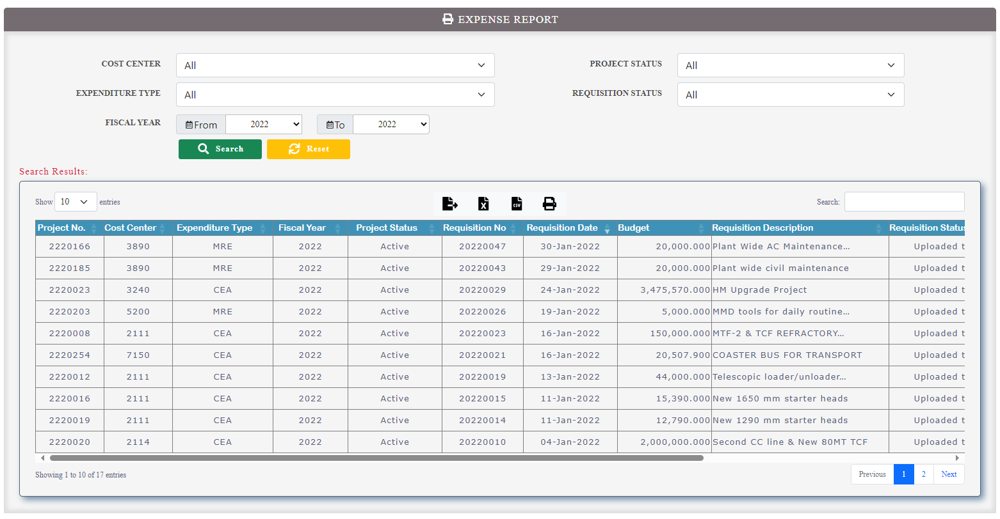 EXPENSE REPORT
COST CENTER All PROJECT STATUS All
EXPENDITURE TYPE All REQUISITION STATUS All
FISCAL YEAR From 2022 To 2022
Search Reset
Search Results:
Show 10 entries CSV Search:
Project No. Cost Center Expenditure Type Fiscal Year Project Status Requisition No Requisition Date Budget Requisition Description Requisition Status
2220166 3890 MRE 2022 Active 20220047 30-Jan-2022 20,000.000 Plant Wide AC Maintenance... Uploaded t
2220185 3890 MRE 2022 Active 20220043 29-Jan-2022 20,000.000 Plant wide civil maintenance Uploaded t
2220023 3240 CEA 2022 Active 20220029 24-Jan-2022 3,475,570.000 HM Upgrade Project Uploaded t
2220203 5200 MRE 2022 Active 20220026 19-Jan-2022 5,000.000 MMD tools for daily routine... Uploaded t
2220008 2111 CEA 2022 Active 20220023 16-Jan-2022 150,000.000 MTF-2 & TCF REFRACTORY... Uploaded t
2220254 7150 CEA 2022 Active 20220021 16-Jan-2022 20,507.900 COASTER BUS FOR TRANSPORT Uploaded t
2220012 2111 CEA 2022 Active 20220019 13-Jan-2022 44,000.000 Telescopic loader/unloader... Uploaded t
2220016 2111 CEA 2022 Active 20220015 11-Jan-2022 15,390.000 New 1650 mm starter heads Uploaded t
2220019 2111 CEA 2022 Active 20220014 11-Jan-2022 12,790.000 New 1290 mm starter heads Uploaded t
2220020 2114 CEA 2022 Active 20220010 04-Jan-2022 2,000,000.000 Second CC line & New 80MT TCF Uploaded t
Showing 1 to 10 of 17 entries Previous 1 2 Next